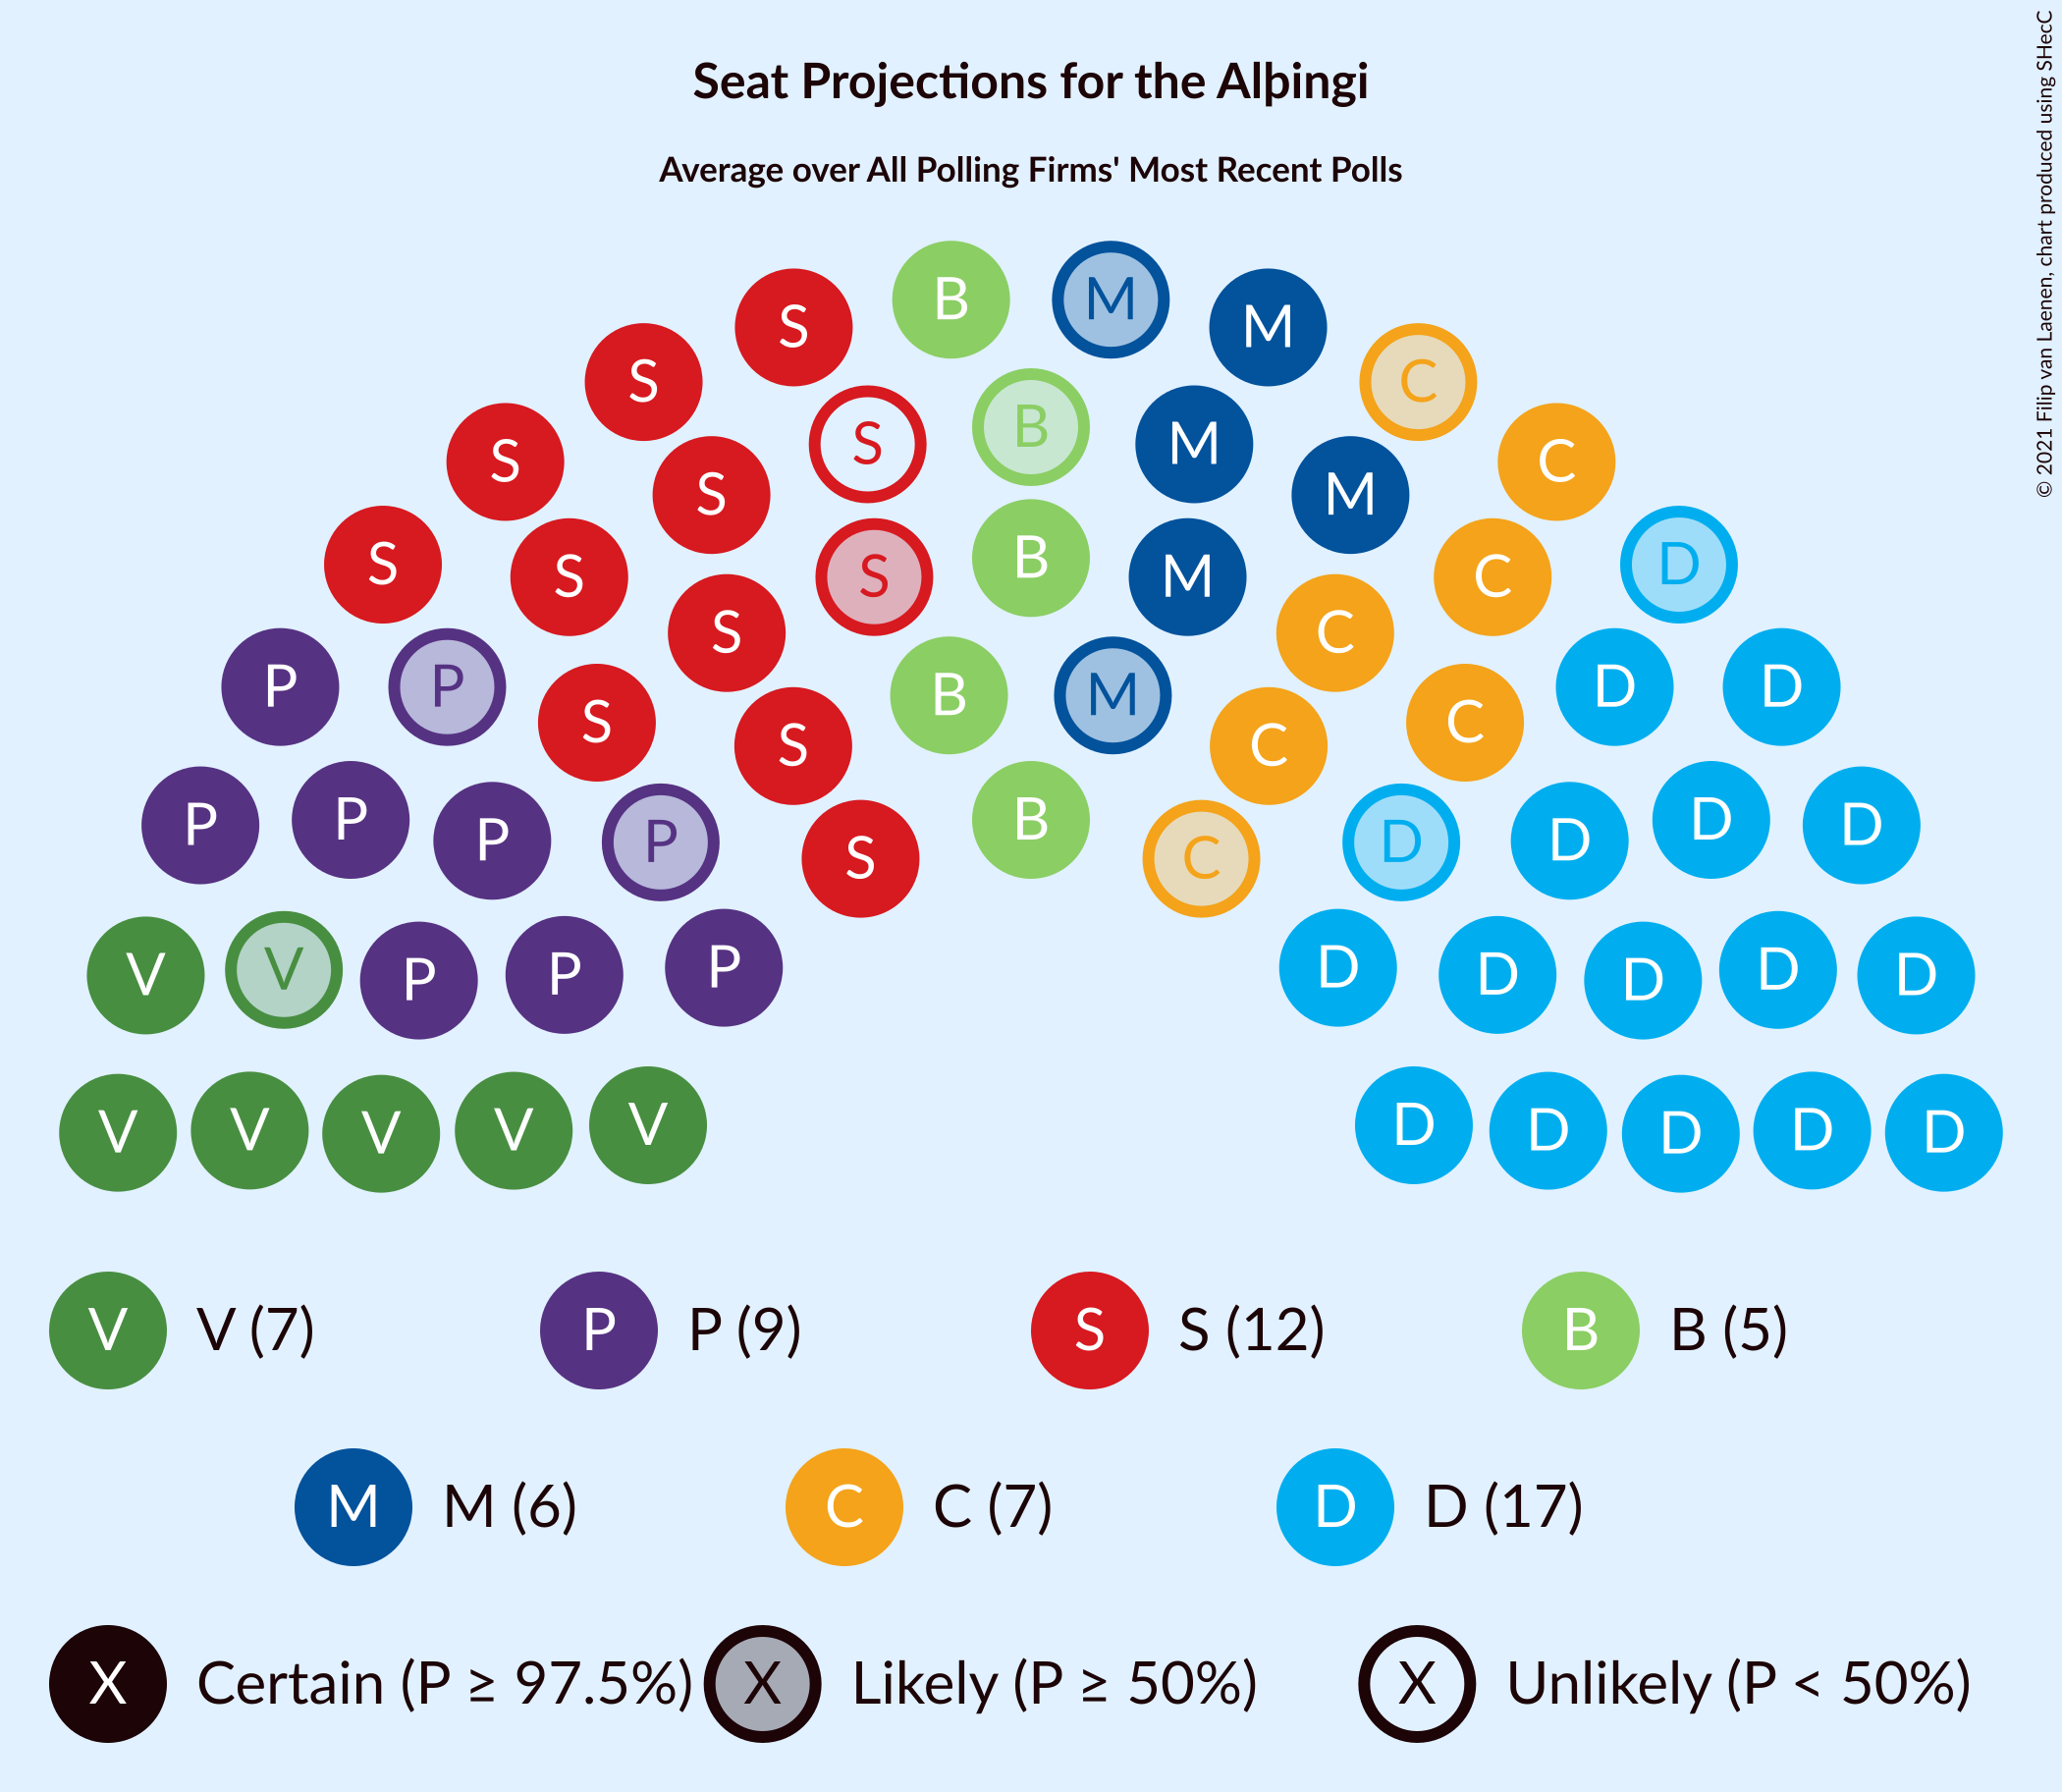 Seat Projections for the Alþingi
Average over All Polling Firms' Most Recent Polls
© 2021 Filip van Laenen, chart produced using SHecC
B M
S M
S C
S S B M C
S S M
S S S B M C C D
S C
P P S S B M C C D D
P P P P S B C D D D D
V V P P P D D D D D
V V V V V D D D D D
V V (7) P P (9) S S (12) B B (5)
M M (6) C C (7) D D (17)
X Certain (P ≥ 97.5%) X Likely (P ≥ 50%) X Unlikely (P < 50%)